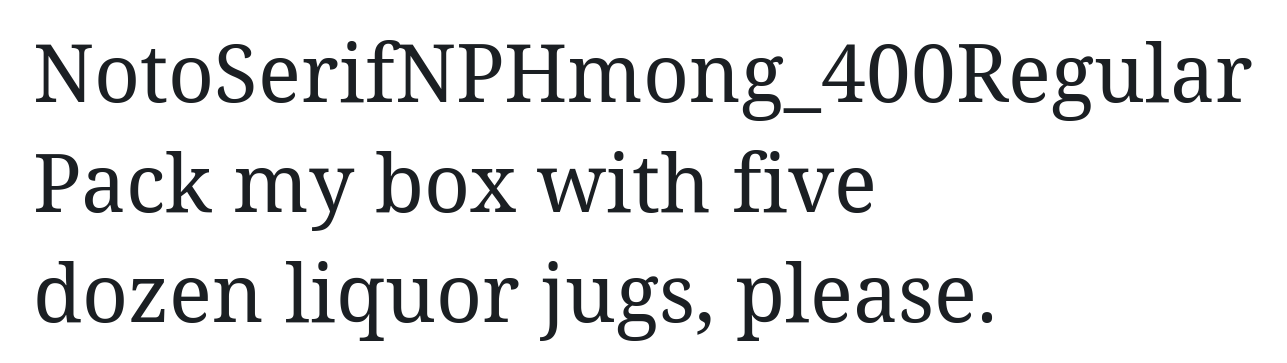 NotoSerifNPHmong_400Regular
Pack my box with five
dozen liquor jugs, please.